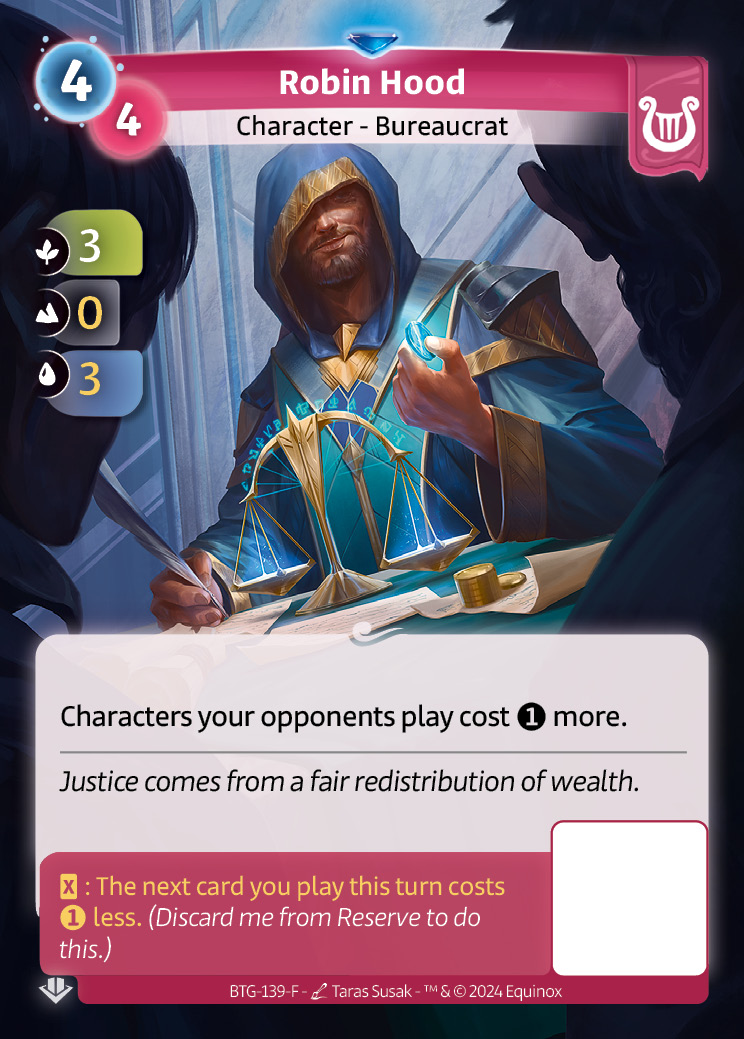 4
Robin Hood
4
Character - Bureaucrat
3
0
3
Characters your opponents play cost 1 more.
Justice comes from a fair redistribution of wealth.
X : The next card you play this turn costs
1 less. (Discard me from Reserve to do
this.)
BTG-139-F - Taras Susak - ™ & © 2024 Equinox